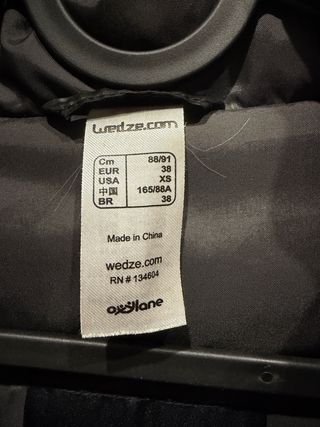 wedze.com
Cm 88/91
EUR 38
USA XS
中国 165/88A
BR 38
Made in China
wedze.com
RN # 134604
oxylane